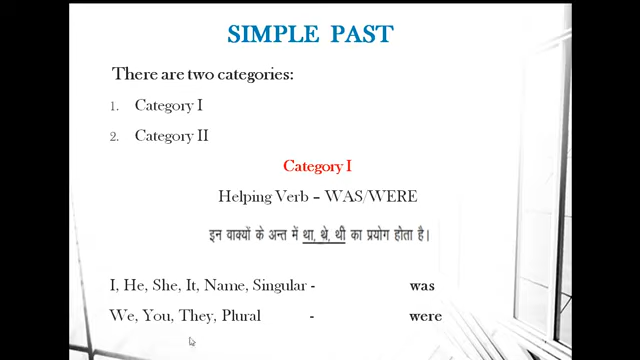 SIMPLE PAST
There are two categories:
1. Category I
2. Category II
Category I
Helping Verb – WAS/WERE
इन वाक्यों के अन्त में था, थे, थी का प्रयोग होता है।
I, He, She, It, Name, Singular - was
We, You, They, Plural - were